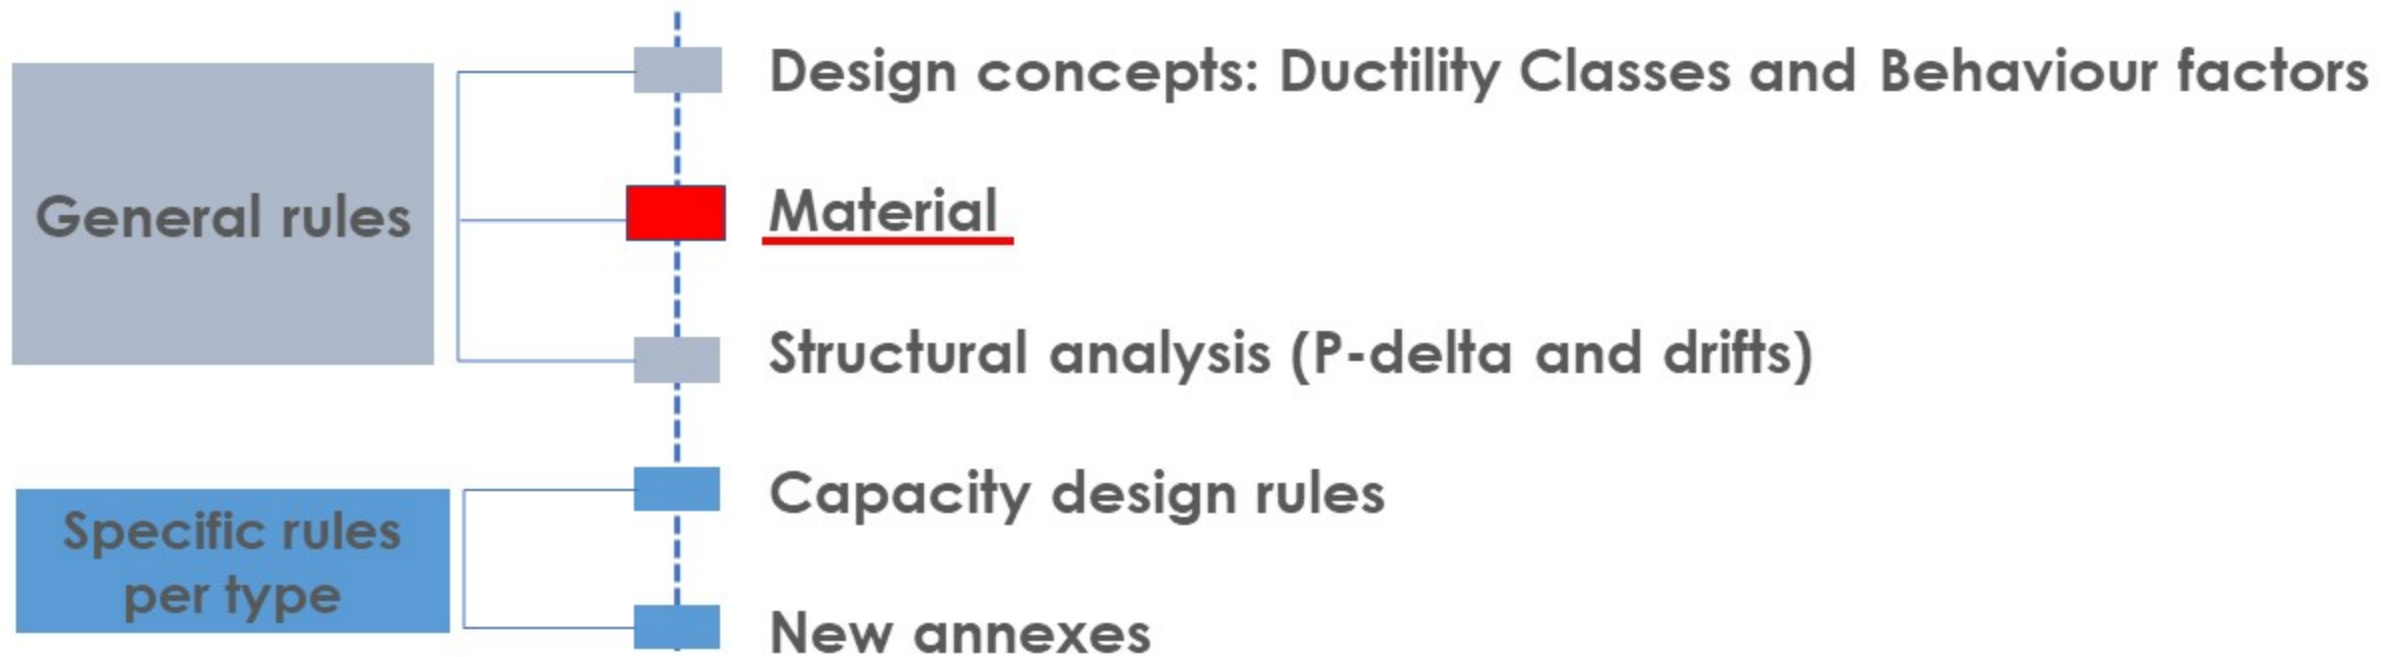 General rules
Design concepts: Ductility Classes and Behaviour factors
Material
Structural analysis (P-delta and drifts)
Specific rules
per type
Capacity design rules
New annexes